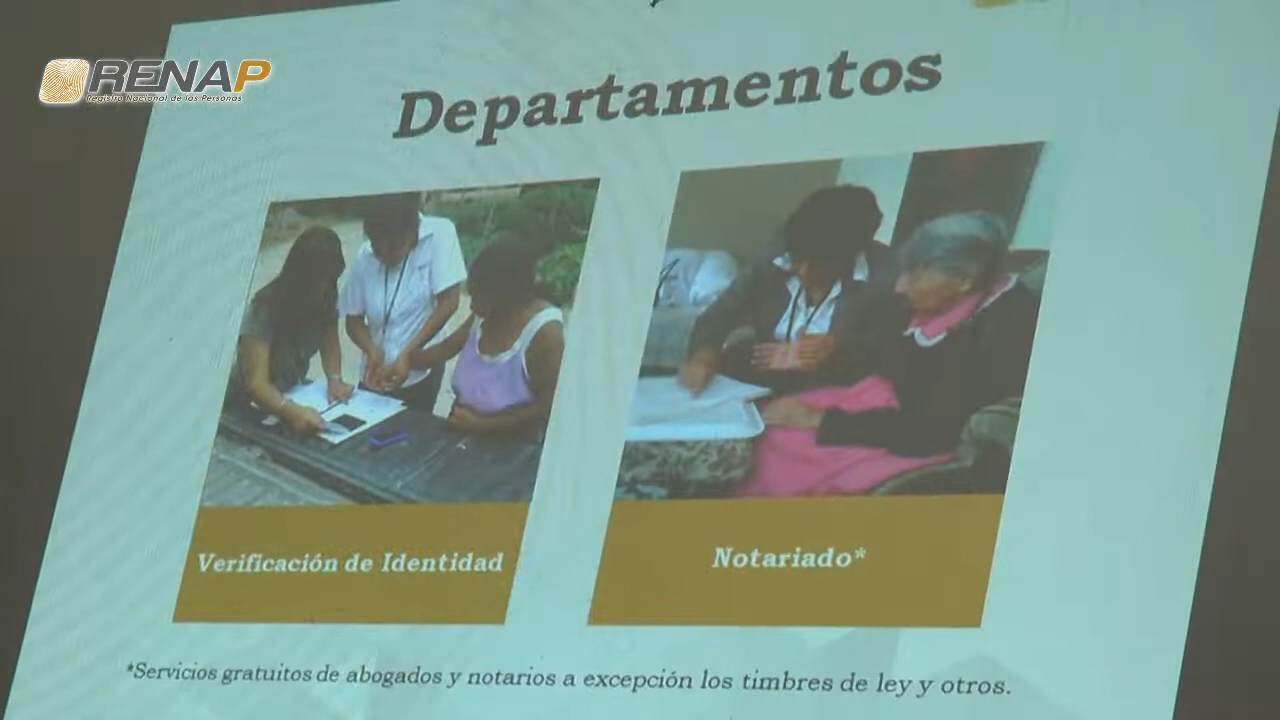 RENAP
Registro Nacional de las Personas
Departamentos
Verificación de Identidad
Notariado*
*Servicios gratuitos de abogados y notarios a excepción los timbres de ley y otros.